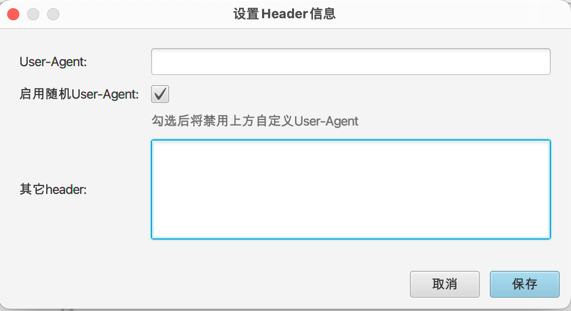 设置Header信息
User-Agent:
启用随机User-Agent:
勾选后将禁用上方自定义User-Agent
其它header:
取消
保存